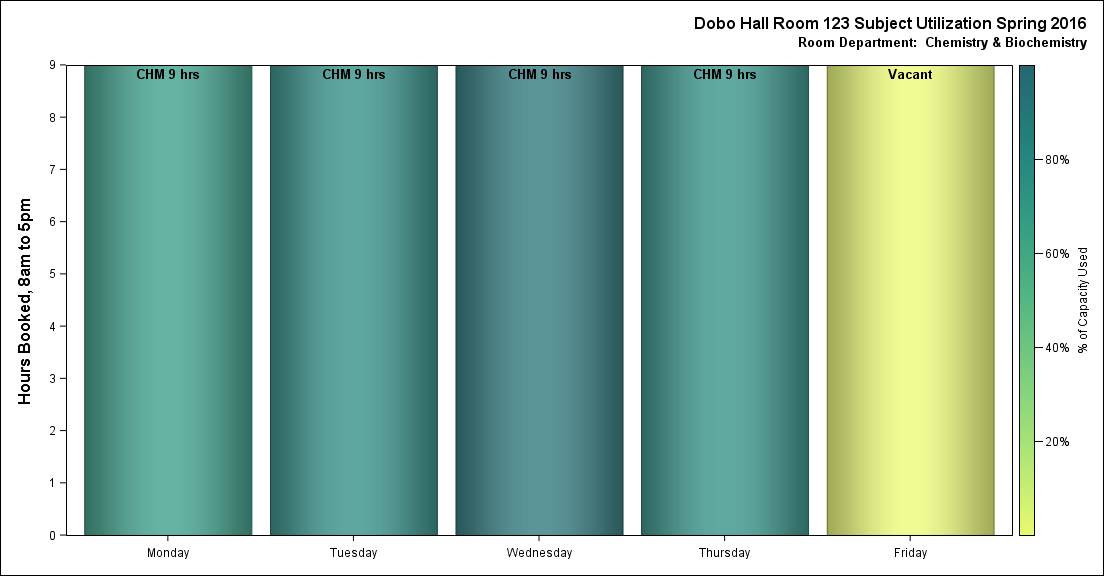 Dobo Hall Room 123 Subject Utilization Spring 2016
Room Department:  Chemistry & Biochemistry
Hours Booked, 8am to 5pm
9
8
7
6
5
4
3
2
1
0
CHM 9 hrs
CHM 9 hrs
CHM 9 hrs
CHM 9 hrs
Vacant
Monday
Tuesday
Wednesday
Thursday
Friday
80%
60%
40%
20%
% of Capacity Used